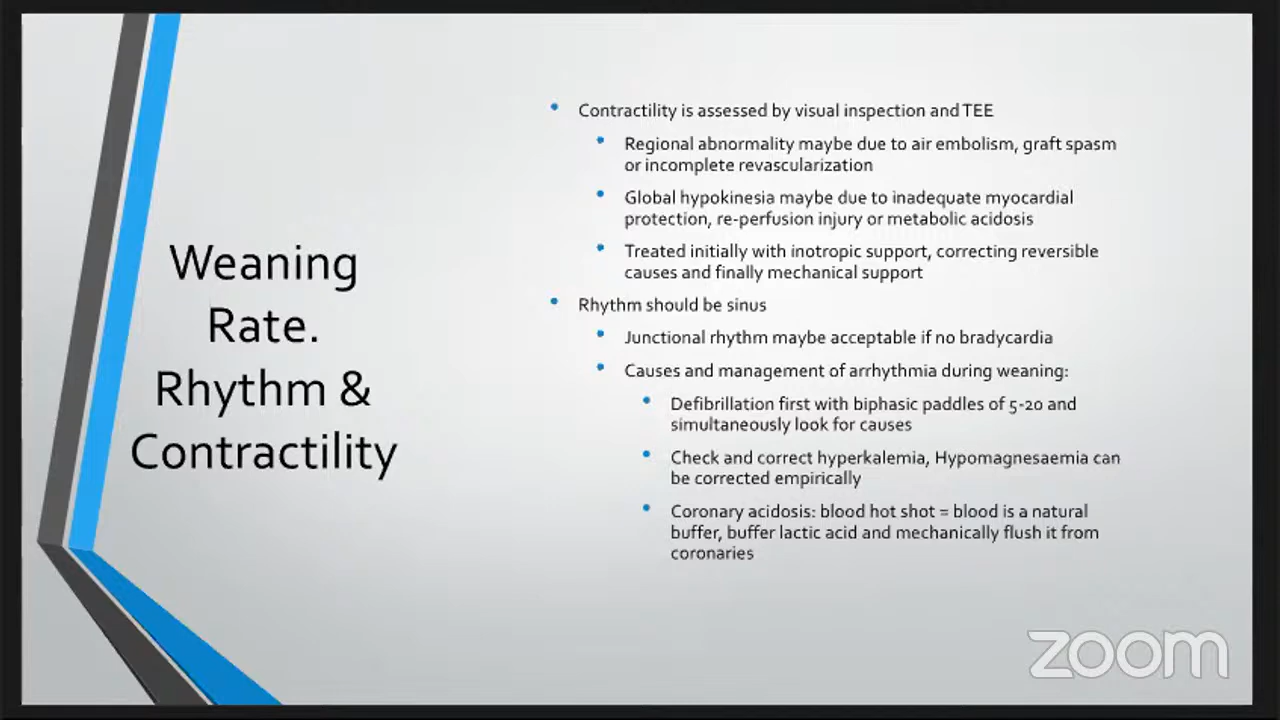 Weaning
Rate.
Rhythm &
Contractility
Contractility is assessed by visual inspection and TEE
Regional abnormality maybe due to air embolism, graft spasm
or incomplete revascularization
Global hypokinesia maybe due to inadequate myocardial
protection, re-perfusion injury or metabolic acidosis
Treated initially with inotropic support, correcting reversible
causes and finally mechanical support
Rhythm should be sinus
Junctional rhythm maybe acceptable if no bradycardia
Causes and management of arrhythmia during weaning:
Defibrillation first with biphasic paddles of 5-20 and
simultaneously look for causes
Check and correct hyperkalemia, Hypomagnesaemia can
be corrected empirically
Coronary acidosis: blood hot shot = blood is a natural
buffer, buffer lactic acid and mechanically flush it from
coronaries
zoom